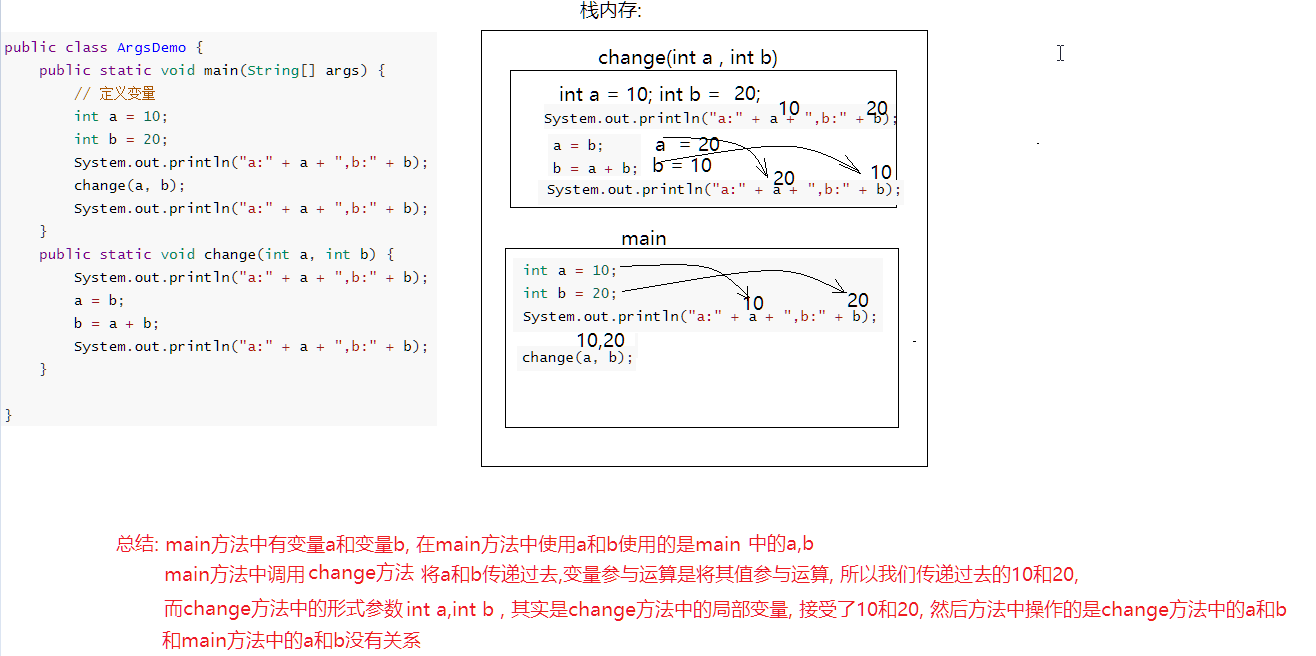 栈内存:
public class ArgsDemo {
public static void main(String[] args) {
// 定义变量
int a = 10;
int b = 20;
System.out.println("a:" + a + ",b:" + b);
change(a, b);
System.out.println("a:" + a + ",b:" + b);
}
public static void change(int a, int b) {
System.out.println("a:" + a + ",b:" + b);
a = b;
b = a + b;
System.out.println("a:" + a + ",b:" + b);
}
}
change(int a , int b)
int a = 10; int b = 20;
10 20
System.out.println("a:" + a + ",b:" + b);
a = b; a = 20
b = a + b; b = 10
20 10
System.out.println("a:" + a + ",b:" + b);
main
int a = 10;
int b = 20;
10 20
System.out.println("a:" + a + ",b:" + b);
10,20
change(a, b);
总结: main方法中有变量a和变量b, 在main方法中使用a和b使用的是main 中的a,b
main方法中调用change方法 将a和b传递过去,变量参与运算是将其值参与运算, 所以我们传递过去的10和20,
而change方法中的形式参数int a,int b , 其实是change方法中的局部变量, 接受了10和20, 然后方法中操作的是change方法中的a和b
和main方法中的a和b没有关系